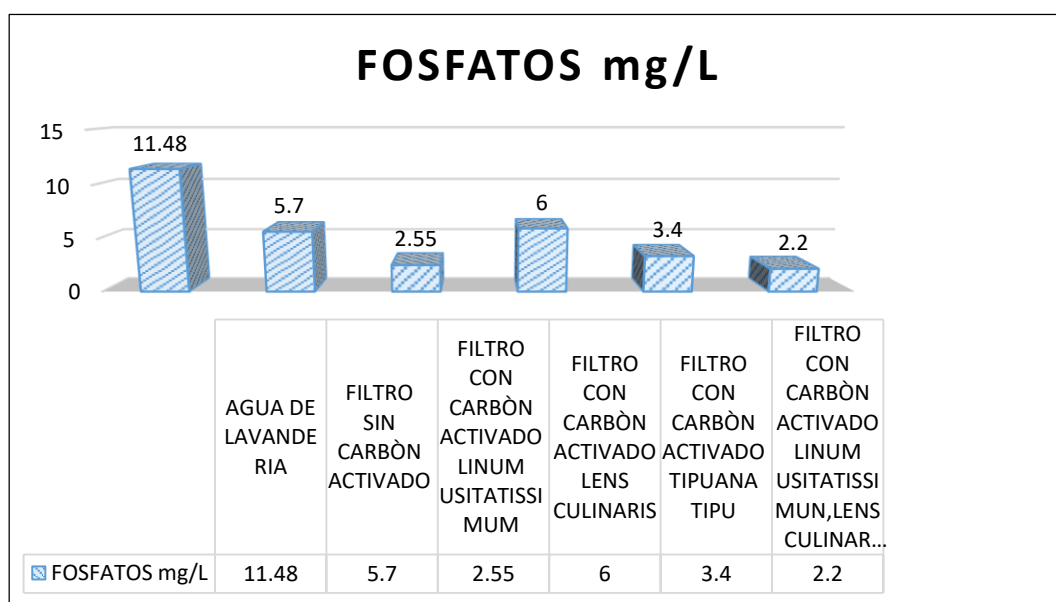 FOSFATOS mg/L
15
10
5
0
11.48
5.7
2.55
6
3.4
2.2
AGUA DE
LAVANDE
RIA
FILTRO
SIN
CARBÒN
ACTIVADO
FILTRO
CON
CARBÒN
ACTIVADO
LINUM
USITATISSI
MUM
FILTRO
CON
CARBÒN
ACTIVADO
LENS
CULINARIS
FILTRO
CON
CARBÒN
ACTIVADO
TIPUANA
TIPU
FILTRO
CON
CARBÒN
ACTIVADO
LINUM
USITATISSI
MUN,LENS
CULINAR…
FOSFATOS mg/L 11.48 5.7 2.55 6 3.4 2.2